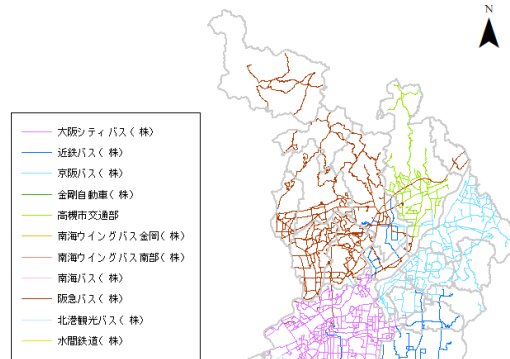 N
大阪シティバス(株)
近鉄バス(株)
京阪バス(株)
金剛自動車(株)
高槻市交通部
南海ウイングバス金岡(株)
南海ウイングバス南部(株)
南海バス(株)
阪急バス(株)
北港観光バス(株)
水間鉄道(株)